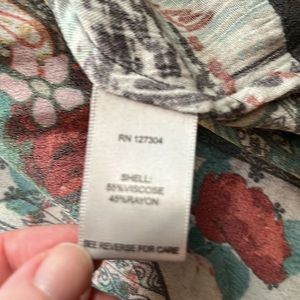 RN 127304
SHELL:
55%VISCOSE
45%RAYON
SEE REVERSE FOR CARE